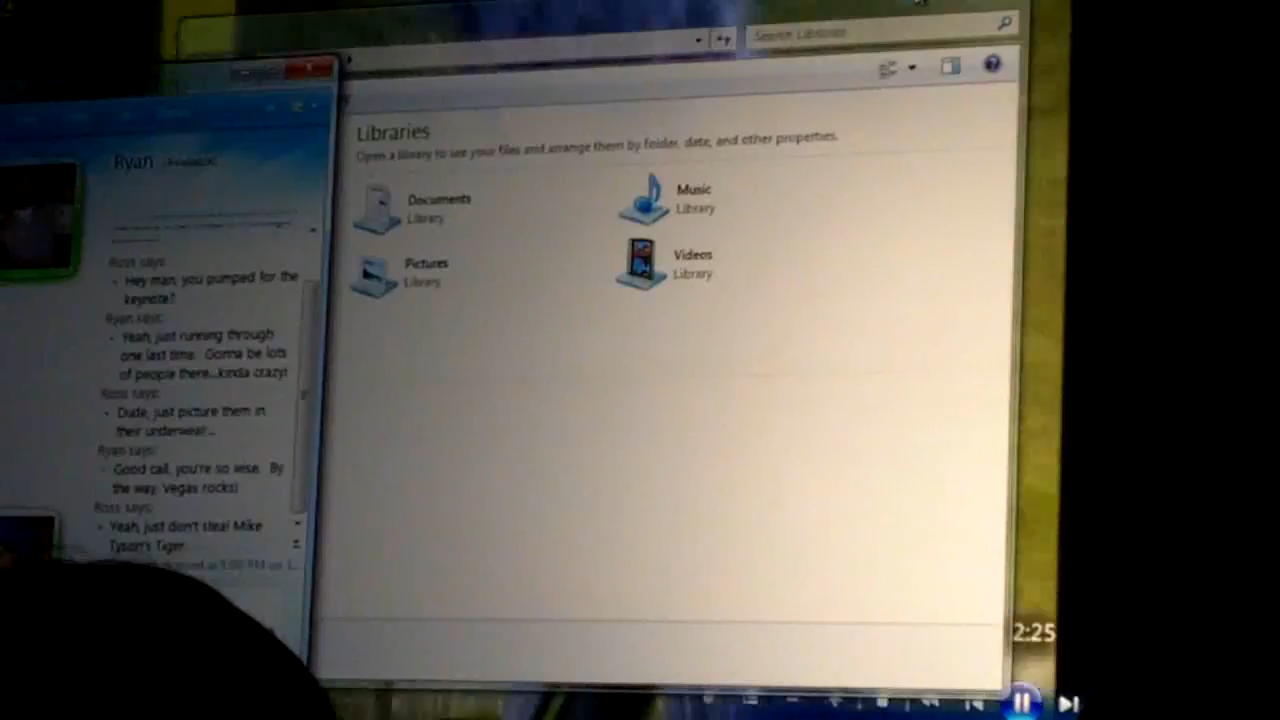 Search Libraries
Ryan
Libraries
Open a library to see your files and arrange them by folder, date, and other properties.
Documents
Library
Music
Library
Pictures
Library
Videos
Library
Ross says:
Hey man, you pumped for the
keynote?
Ryan says:
Yeah, just running through
one last time. Gonna be lots
of people there...kinda crazy!
Ross says:
Dude, just picture them in
their underwear...
Ryan says:
Good call, you're so wise. By
the way, Vegas rocks!
Ross says:
Yeah, just don't steal Mike
Tyson's Tiger
2:25